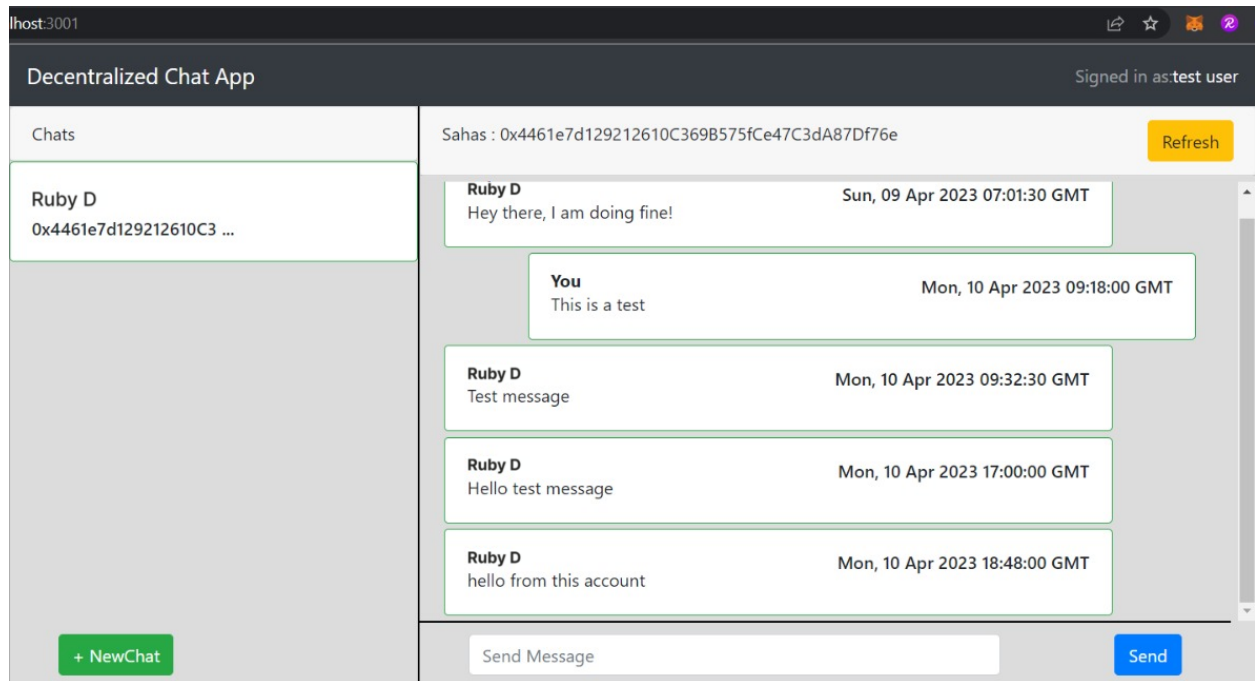 lhost:3001
Decentralized Chat App
Signed in as:test user
Chats
Ruby D
0x4461e7d129212610C3 ...
+ NewChat
Sahas : 0x4461e7d129212610C369B575fCe47C3dA87Df76e
Refresh
Ruby D
Sun, 09 Apr 2023 07:01:30 GMT
Hey there, I am doing fine!
You
Mon, 10 Apr 2023 09:18:00 GMT
This is a test
Ruby D
Mon, 10 Apr 2023 09:32:30 GMT
Test message
Ruby D
Mon, 10 Apr 2023 17:00:00 GMT
Hello test message
Ruby D
Mon, 10 Apr 2023 18:48:00 GMT
hello from this account
Send Message
Send